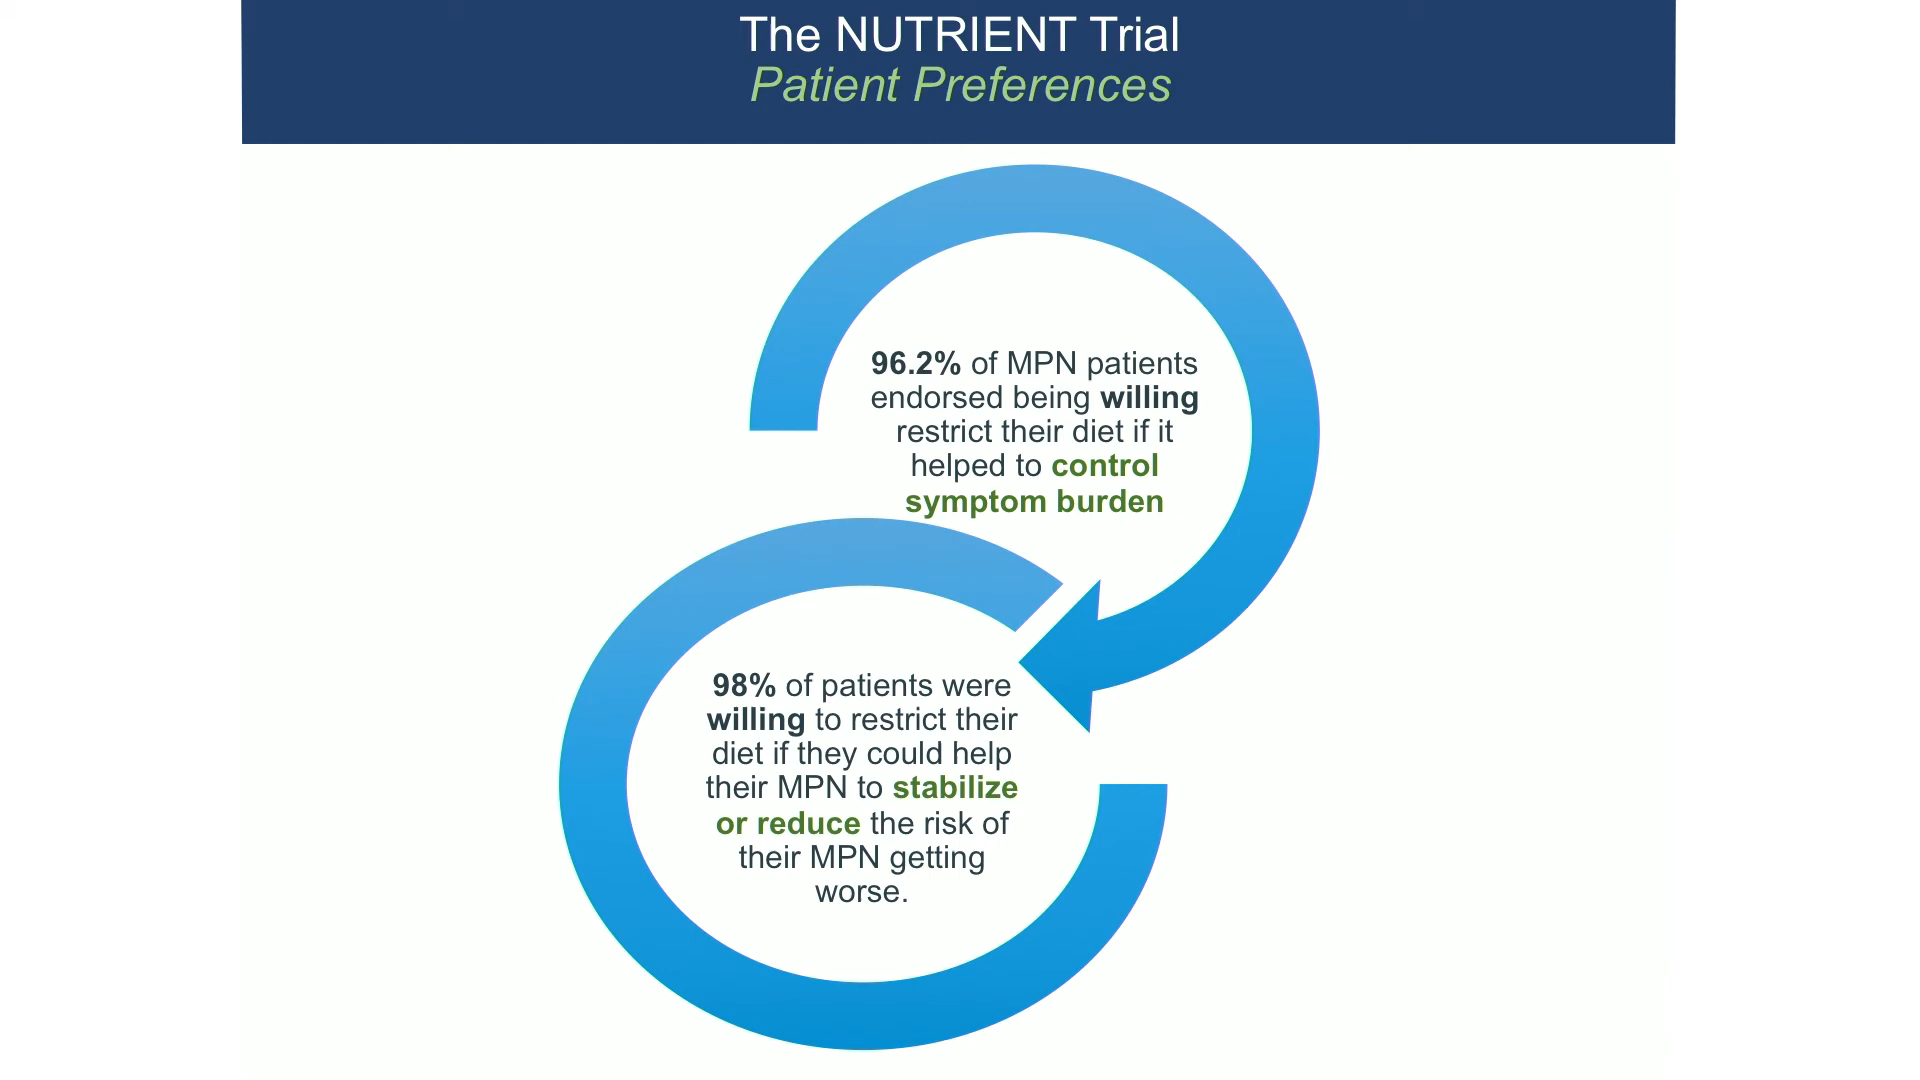 The NUTRIENT Trial
Patient Preferences
96.2% of MPN patients
endorsed being willing
restrict their diet if it
helped to control
symptom burden
98% of patients were
willing to restrict their
diet if they could help
their MPN to stabilize
or reduce the risk of
their MPN getting
worse.